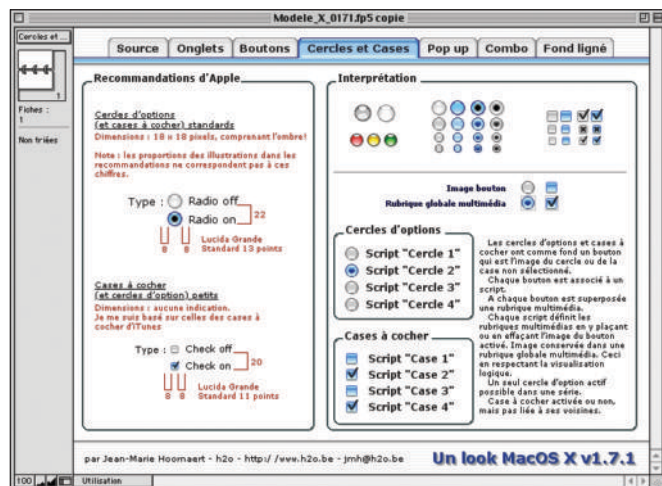 Modele_X_0171.fp5 copie
Cercles et ...
1
Fiches :
1
Non triées
Source
Onglets
Boutons
Cercles et Cases
Pop up
Combo
Fond ligné
Recommandations d'Apple
Cercles d'options
(et cases à cocher) standards
Dimensions : 18 x 18 pixels, comprenant l'ombre!
Note : les proportions des illustrations dans les
recommandations ne correspondent pas à ces
chiffres.
Type : Radio off
Radio on
22
8 8
Lucida Grande
Standard 13 points
Cases à cocher
(et cercles d'option) petits
Dimensions : aucune indication.
Je me suis basé sur celles des cases à
cocher d'iTunes
Type : Check off
Check on
20
8 8
Lucida Grande
Standard 11 points
Interprétation
Image bouton
Rubrique globale multimédia
Cercles d'options
Script "Cercle 1"
Script "Cercle 2"
Script "Cercle 3"
Script "Cercle 4"
Cases à cocher
Script "Case 1"
Script "Case 2"
Script "Case 3"
Script "Case 4"
Les cercles d'options et cases à
cocher ont comme fond un bouton
qui est l'image du cercle ou de la
case non sélectionné.
Chaque bouton est associé à un
script.
A chaque bouton est superposée
une rubrique multimédia.
Chaque script définit les
rubriques multimédias en y plaçant
ou en effaçant l'image du bouton
activé. Image conservée dans une
rubrique globale multimédia. Ceci
en respectant la visualisation
logique.
Un seul cercle d'option actif
possible dans une série.
Case à cocher activée ou non,
mais pas liée à ses voisines.
par Jean-Marie Hoornaert - h2o - http://www.h2o.be - jmh@h2o.be
Un look MacOS X v1.7.1
100
Utilisation